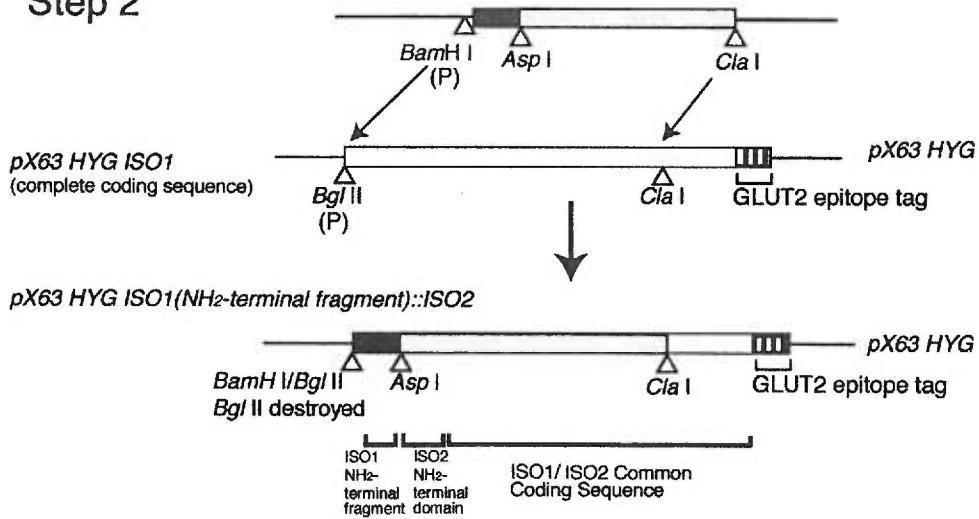 Step 2
BamH I
(P)
Asp I
Cla I
pX63 HYG ISO1
(complete coding sequence)
pX63 HYG
Bgl II
(P)
Cla I
GLUT2 epitope tag
pX63 HYG ISO1(NH2-terminal fragment)::ISO2
pX63 HYG
BamH I/Bgl II
Bgl II destroyed
Asp I
Cla I
GLUT2 epitope tag
ISO1
NH2-
terminal
fragment
ISO2
NH2-
terminal
domain
ISO1/ ISO2 Common
Coding Sequence